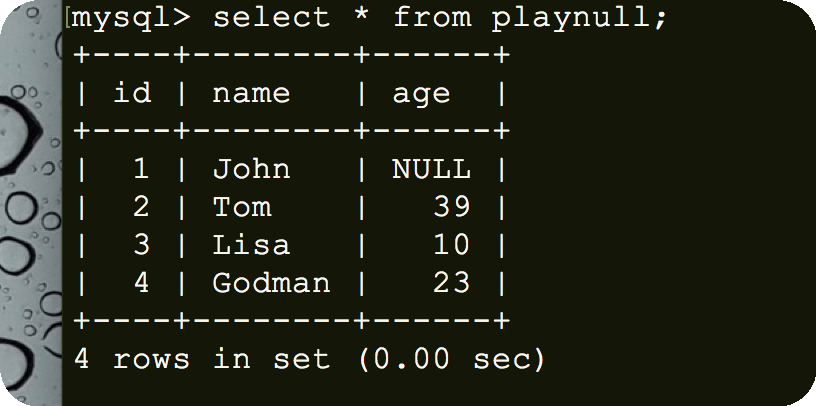 [mysql> select * from playnull;
+----+--------+------+
| id | name   | age  |
+----+--------+------+
|  1 | John   | NULL |
|  2 | Tom    |   39 |
|  3 | Lisa   |   10 |
|  4 | Godman |   23 |
+----+--------+------+
4 rows in set (0.00 sec)